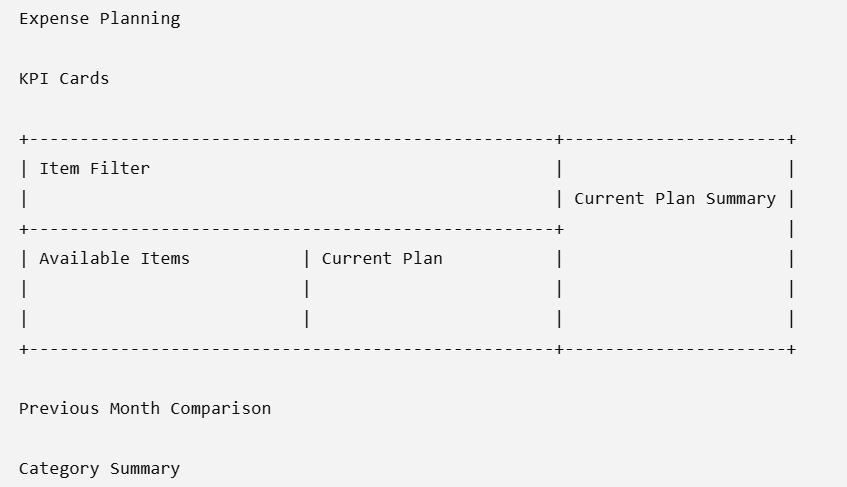 Expense Planning
KPI Cards
+----------------------------------------------------+----------------------+
| Item Filter                                        |                      |
|                                                    | Current Plan Summary |
+----------------------------------------------------+                      |
| Available Items           | Current Plan           |                      |
|                           |                        |                      |
|                           |                        |                      |
+----------------------------------------------------+----------------------+
Previous Month Comparison
Category Summary